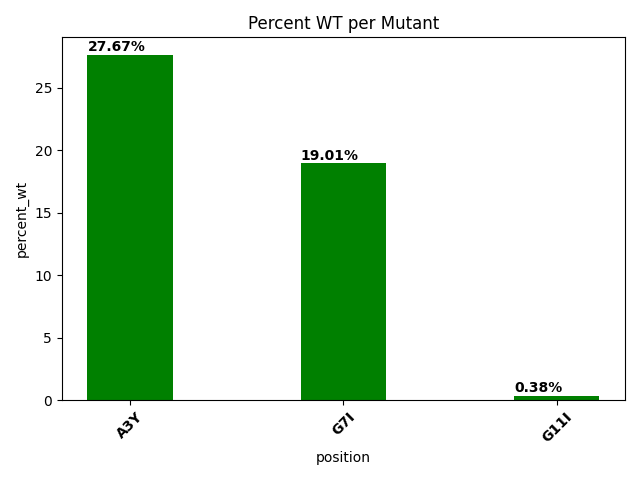 Percent WT per Mutant
27.67%
19.01%
0.38%
percent_wt
25
20
15
10
5
0
A3Y
G7I
G11I
position